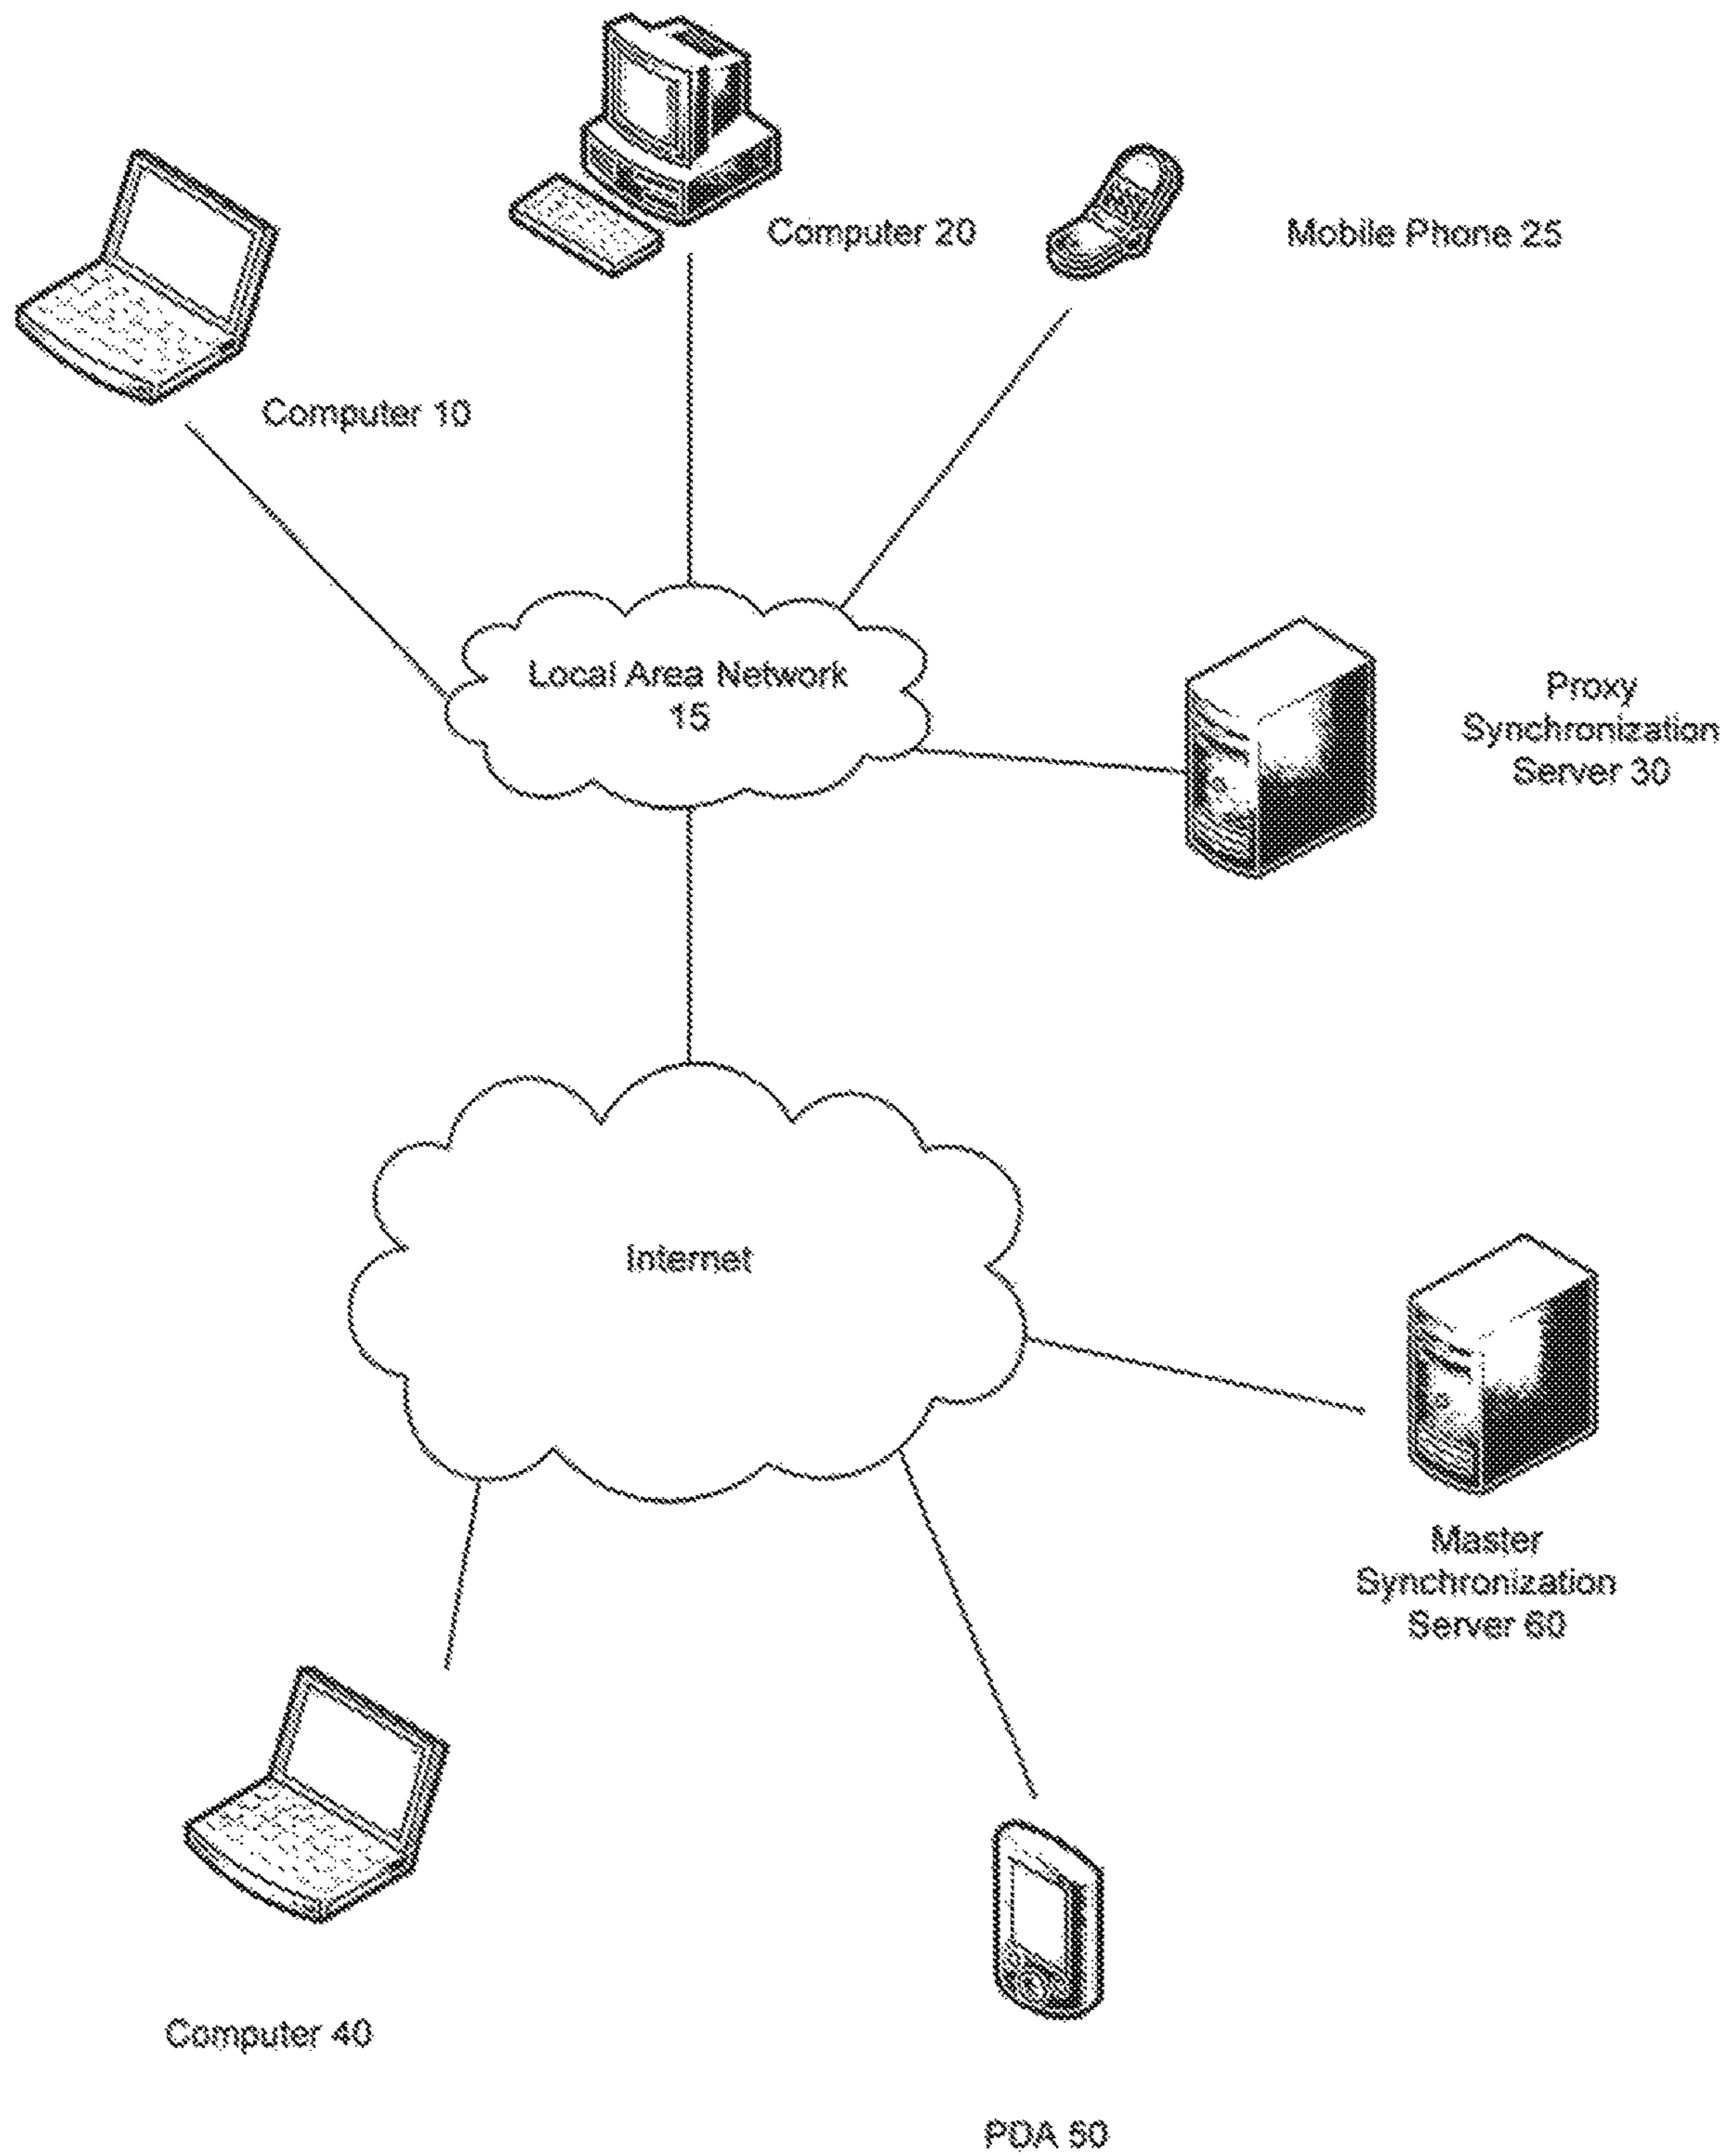 Computer 20
Mobile Phone 25
Computer 10
Local Area Network
15
Proxy
Synchronization
Server 30
Internet
Master
Synchronization
Server 60
Computer 40
PDA 50